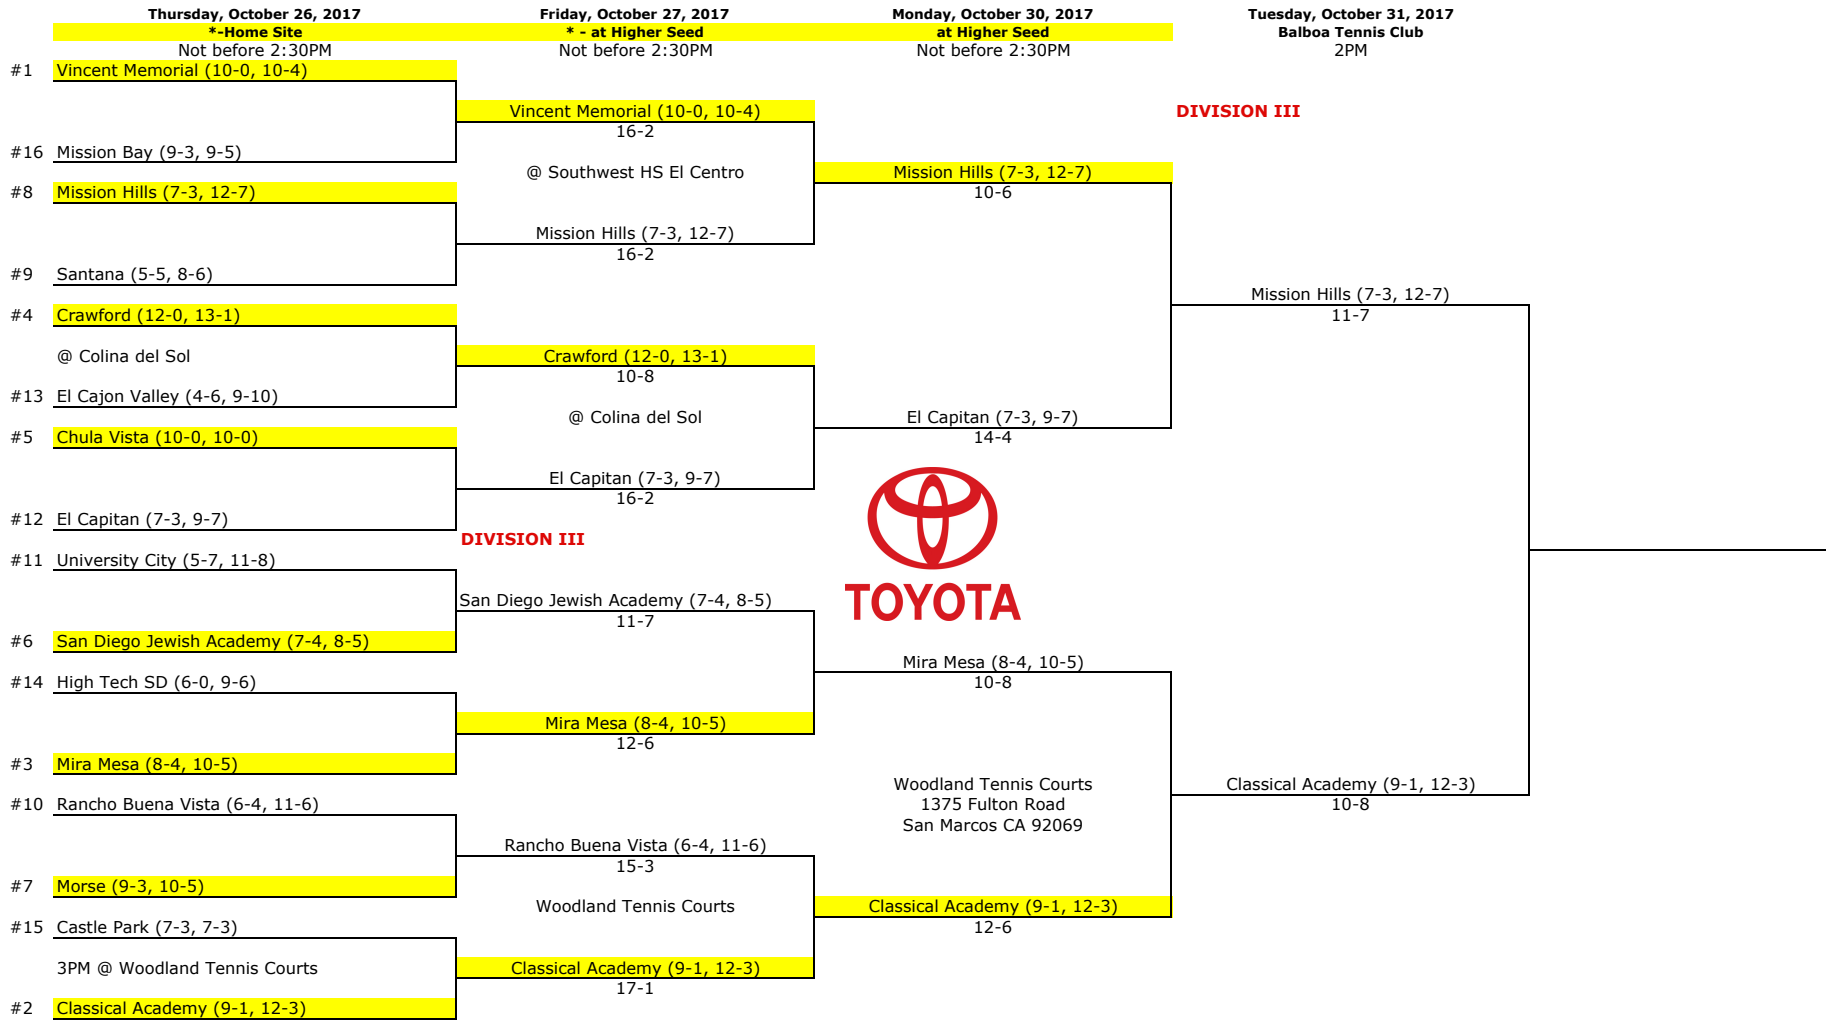 Thursday, October 26, 2017 Friday, October 27, 2017 Monday, October 30, 2017 Tuesday, October 31, 2017
*-Home Site * - at Higher Seed at Higher Seed Balboa Tennis Club
Not before 2:30PM Not before 2:30PM Not before 2:30PM 2PM
#1 Vincent Memorial (10-0, 10-4)
Vincent Memorial (10-0, 10-4) DIVISION III
16-2
#16 Mission Bay (9-3, 9-5)
@ Southwest HS El Centro Mission Hills (7-3, 12-7)
#8 Mission Hills (7-3, 12-7) 10-6
Mission Hills (7-3, 12-7)
16-2
#9 Santana (5-5, 8-6)
Mission Hills (7-3, 12-7)
#4 Crawford (12-0, 13-1) 11-7
@ Colina del Sol Crawford (12-0, 13-1)
10-8
#13 El Cajon Valley (4-6, 9-10)
@ Colina del Sol El Capitan (7-3, 9-7)
#5 Chula Vista (10-0, 10-0) 14-4
El Capitan (7-3, 9-7)
16-2
#12 El Capitan (7-3, 9-7)
DIVISION III
#11 University City (5-7, 11-8)
San Diego Jewish Academy (7-4, 8-5) TOYOTA
11-7
#6 San Diego Jewish Academy (7-4, 8-5)
Mira Mesa (8-4, 10-5)
#14 High Tech SD (6-0, 9-6) 10-8
Mira Mesa (8-4, 10-5)
12-6
#3 Mira Mesa (8-4, 10-5)
Woodland Tennis Courts Classical Academy (9-1, 12-3)
#10 Rancho Buena Vista (6-4, 11-6) 1375 Fulton Road 10-8
San Marcos CA 92069
Rancho Buena Vista (6-4, 11-6)
15-3
#7 Morse (9-3, 10-5)
Woodland Tennis Courts Classical Academy (9-1, 12-3)
#15 Castle Park (7-3, 7-3) 12-6
3PM @ Woodland Tennis Courts Classical Academy (9-1, 12-3)
17-1
#2 Classical Academy (9-1, 12-3)